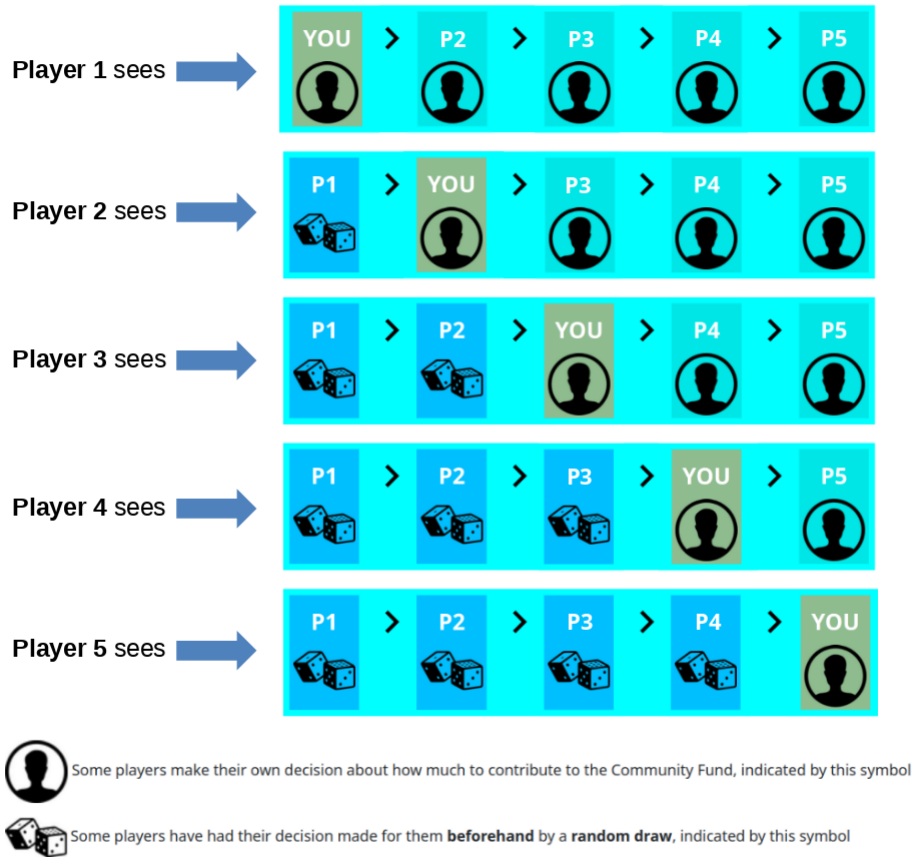 YOU > P2 > P3 > P4 > P5
Player 1 sees
P1 > YOU > P3 > P4 > P5
Player 2 sees
P1 > P2 > YOU > P4 > P5
Player 3 sees
P1 > P2 > P3 > YOU > P5
Player 4 sees
P1 > P2 > P3 > P4 > YOU
Player 5 sees
Some players make their own decision about how much to contribute to the Community Fund, indicated by this symbol
Some players have had their decision made for them beforehand by a random draw, indicated by this symbol